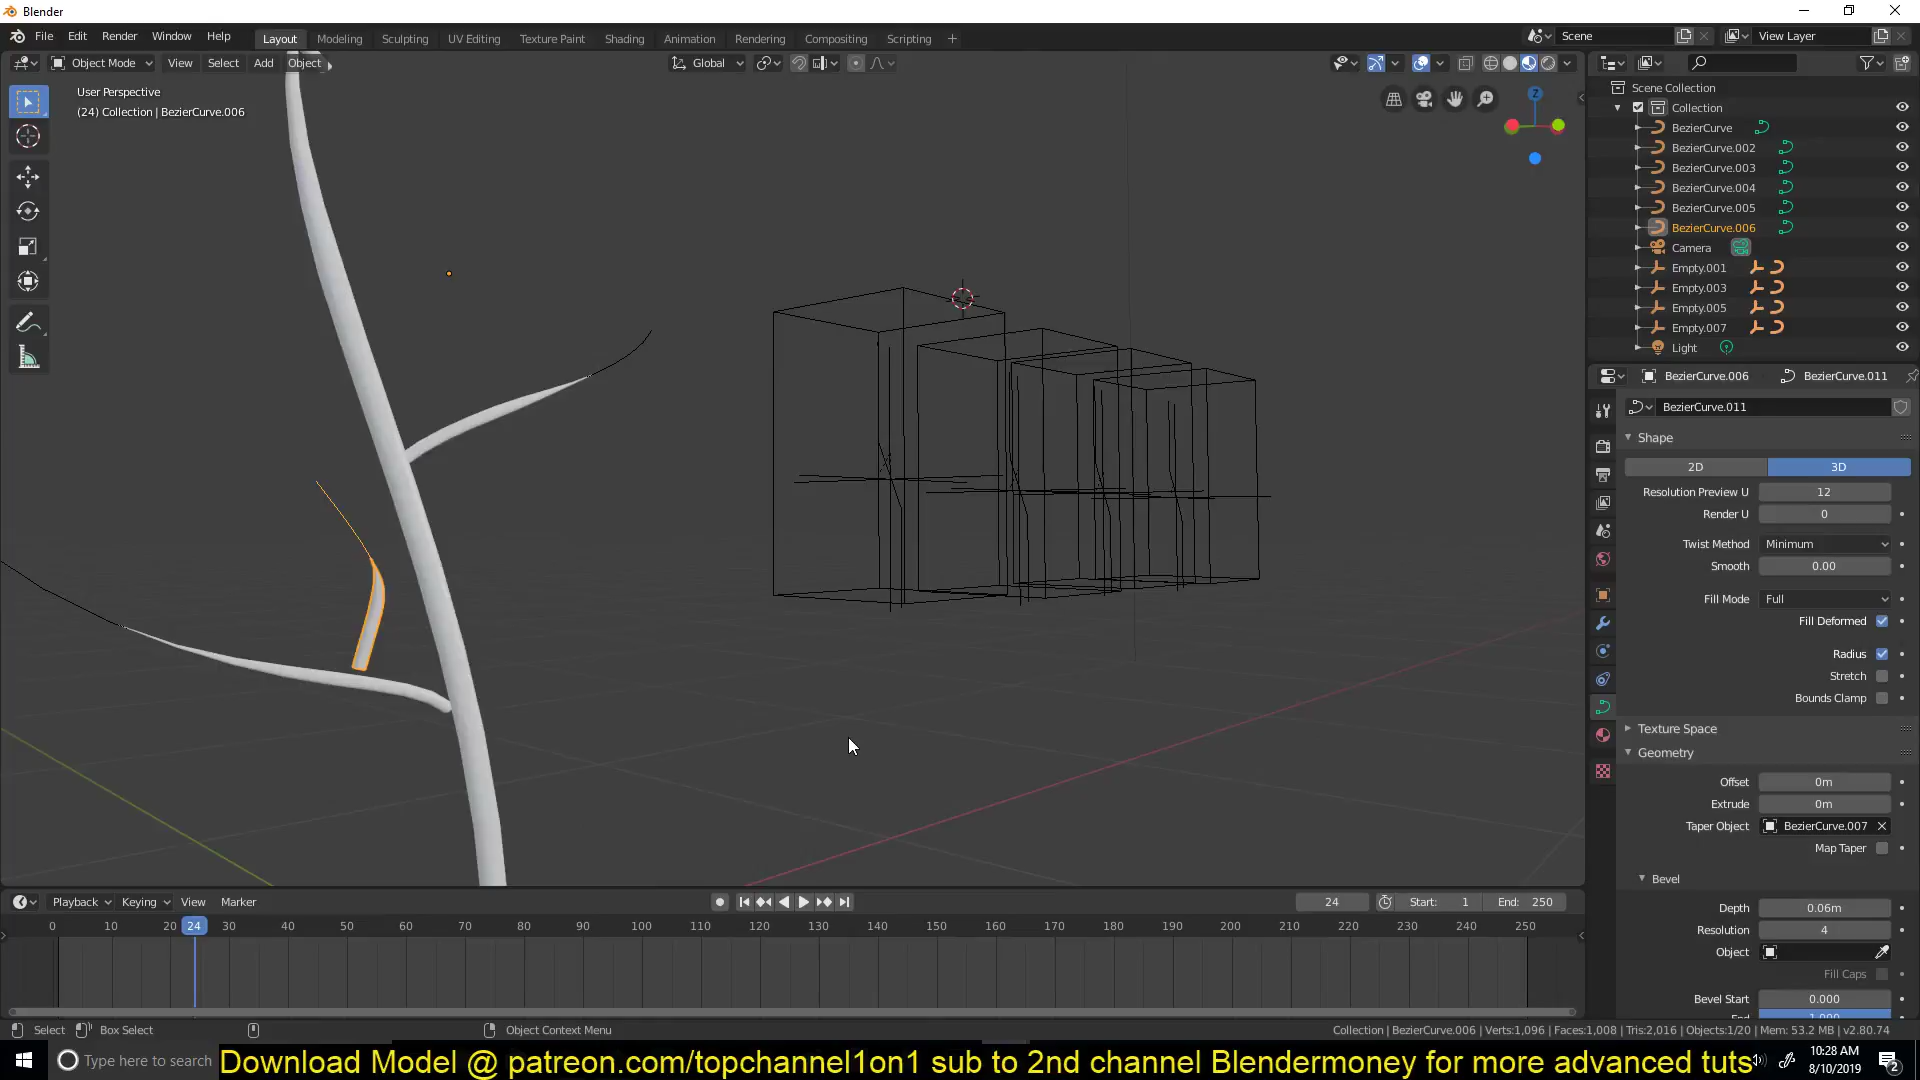 Blender
File Edit Render Window Help
Layout Modeling Sculpting UV Editing Texture Paint Shading Animation Rendering Compositing Scripting +
Scene
View Layer
Object Mode View Select Add Object
Global
User Perspective
(24) Collection | BezierCurve.006
Z
Scene Collection
Collection
BezierCurve
BezierCurve.002
BezierCurve.003
BezierCurve.004
BezierCurve.005
BezierCurve.006
Camera
Empty.001
Empty.003
Empty.005
Empty.007
Light
BezierCurve.006 BezierCurve.011
BezierCurve.011
Shape
2D 3D
Resolution Preview U 12
Render U 0
Twist Method Minimum
Smooth 0.00
Fill Mode Full
Fill Deformed
Radius
Stretch
Bounds Clamp
Texture Space
Geometry
Offset 0m
Extrude 0m
Taper Object BezierCurve.007
Map Taper
Bevel
Depth 0.06m
Resolution 4
Object
Fill Caps
Bevel Start 0.000
Playback Keying View Marker
24 Start: 1 End: 250
0 10 20 24 30 40 50 60 70 80 90 100 110 120 130 140 150 160 170 180 190 200 210 220 230 240 250
Select Box Select Object Context Menu
Collection | BezierCurve.006 | Verts:1,096 | Faces:1,008 | Tris:2,016 | Objects:1/20 | Mem: 53.2 MB | v2.80.74
Type here to search
Download Model @ patreon.com/topchannel1on1 sub to 2nd channel Blendermoney for more advanced tuts
10:28 AM
8/10/2019
2